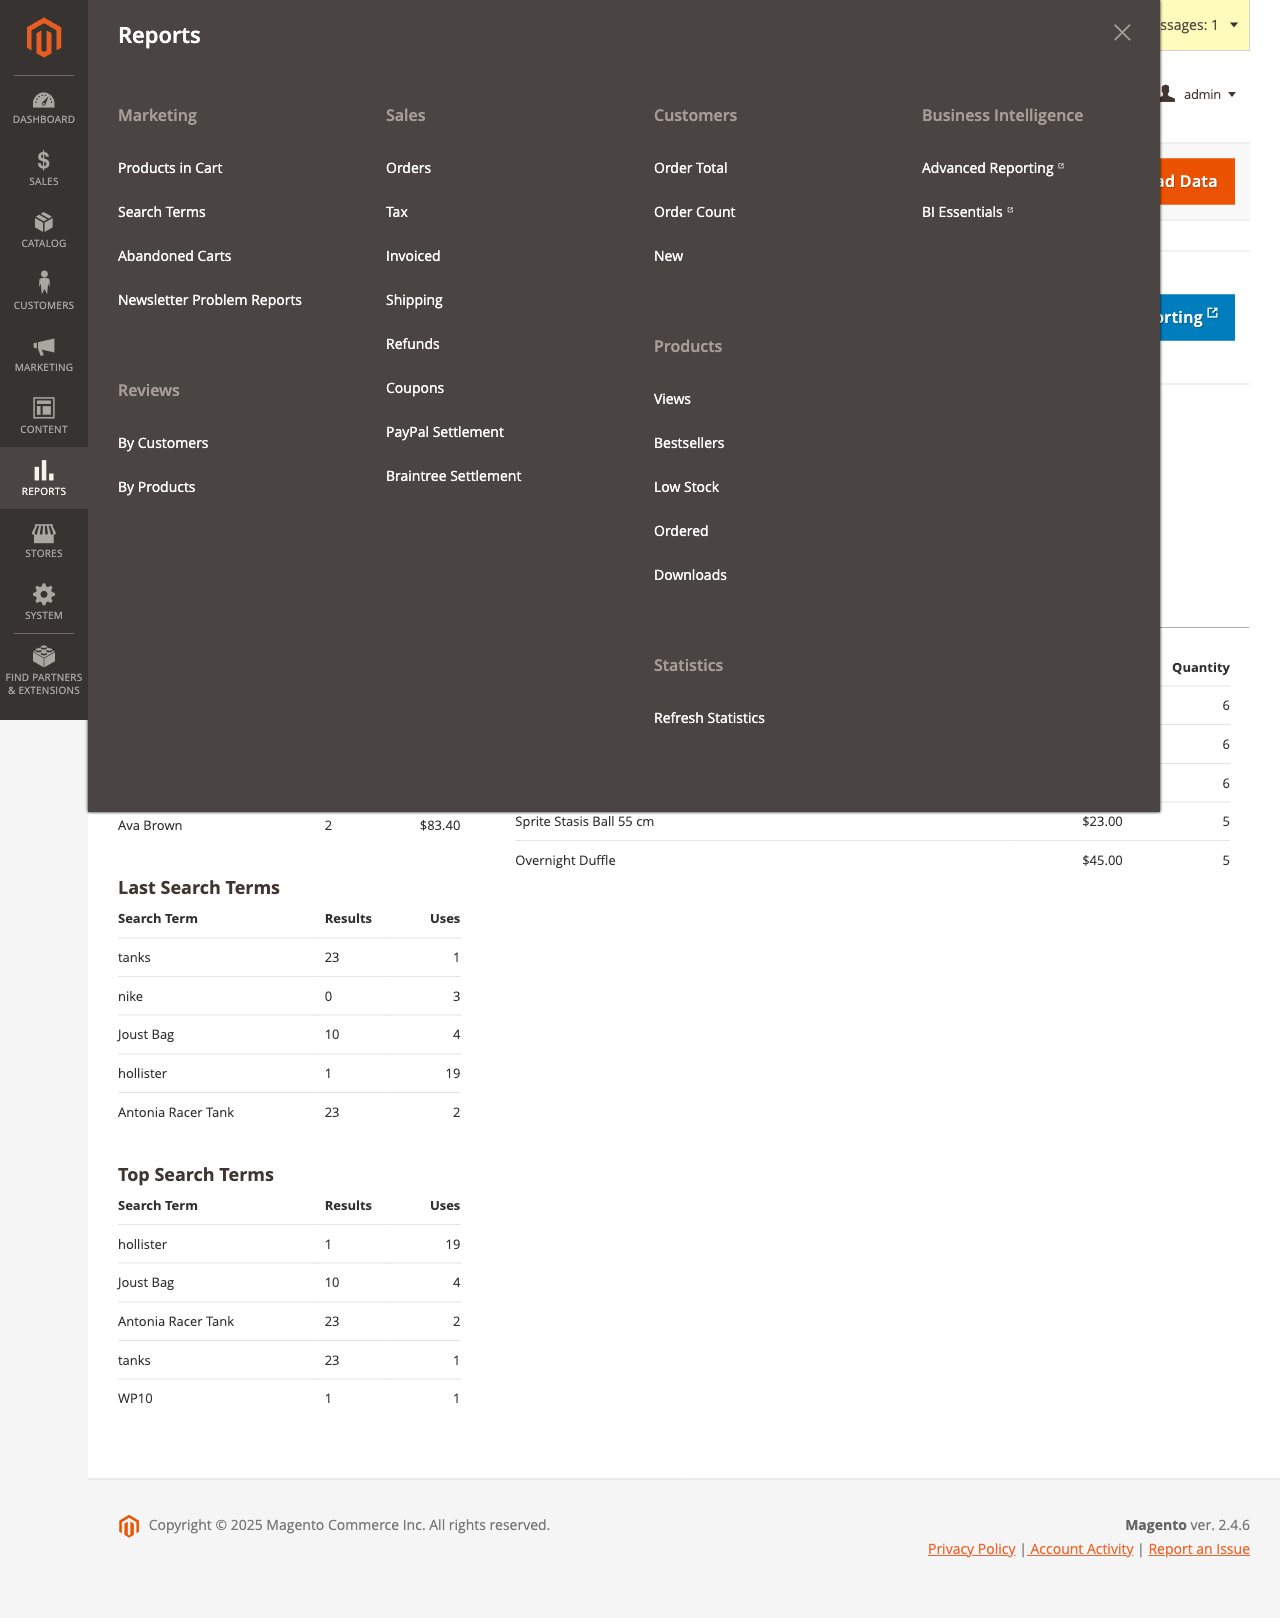 DASHBOARD
SALES
CATALOG
CUSTOMERS
MARKETING
CONTENT
REPORTS
STORES
SYSTEM
FIND PARTNERS
& EXTENSIONS
Reports
Marketing
Products in Cart
Search Terms
Abandoned Carts
Newsletter Problem Reports
Reviews
By Customers
By Products
Sales
Orders
Tax
Invoiced
Shipping
Refunds
Coupons
PayPal Settlement
Braintree Settlement
Customers
Order Total
Order Count
New
Products
Views
Bestsellers
Low Stock
Ordered
Downloads
Statistics
Refresh Statistics
Business Intelligence
Advanced Reporting
BI Essentials
ssages: 1
admin
ad Data
orting
Quantity
6
6
6
Sprite Stasis Ball 55 cm $23.00 5
Overnight Duffle $45.00 5
Ava Brown 2 $83.40
Last Search Terms
Search Term Results Uses
tanks 23 1
nike 0 3
Joust Bag 10 4
hollister 1 19
Antonia Racer Tank 23 2
Top Search Terms
Search Term Results Uses
hollister 1 19
Joust Bag 10 4
Antonia Racer Tank 23 2
tanks 23 1
WP10 1 1
Copyright © 2025 Magento Commerce Inc. All rights reserved.
Magento ver. 2.4.6
Privacy Policy | Account Activity | Report an Issue